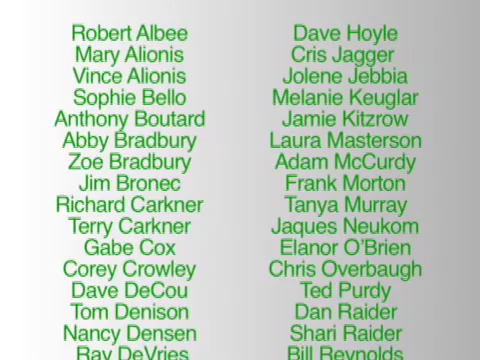 Robert Albee
Mary Alionis
Vince Alionis
Sophie Bello
Anthony Boutard
Abby Bradbury
Zoe Bradbury
Jim Bronec
Richard Carkner
Terry Carkner
Gabe Cox
Corey Crowley
Dave DeCou
Tom Denison
Nancy Densen
Ray DeVries
Dave Hoyle
Cris Jagger
Jolene Jebbia
Melanie Keuglar
Jamie Kitzrow
Laura Masterson
Adam McCurdy
Frank Morton
Tanya Murray
Jaques Neukom
Elanor O'Brien
Chris Overbaugh
Ted Purdy
Dan Raider
Shari Raider
Bill Reynolds